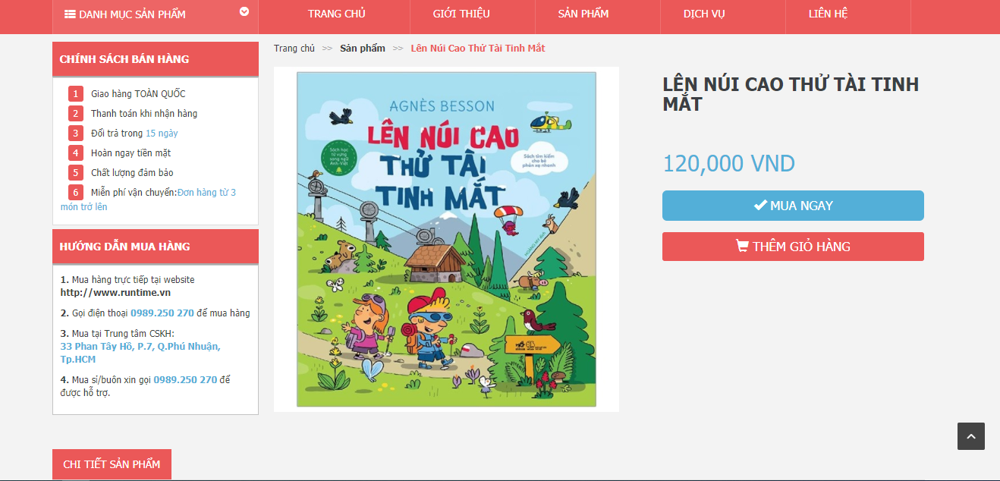 DANH MỤC SẢN PHẨM
TRANG CHỦ
GIỚI THIỆU
SẢN PHẨM
DỊCH VỤ
LIÊN HỆ
CHÍNH SÁCH BÁN HÀNG
1 Giao hàng TOÀN QUỐC
2 Thanh toán khi nhận hàng
3 Đổi trả trong 15 ngày
4 Hoàn ngay tiền mặt
5 Chất lượng đảm bảo
6 Miễn phí vận chuyển:Đơn hàng từ 3
món trở lên
HƯỚNG DẪN MUA HÀNG
1. Mua hàng trực tiếp tại website
http://www.runtime.vn
2. Gọi điện thoại 0989.250 270 để mua hàng
3. Mua tại Trung tâm CSKH:
33 Phan Tây Hồ, P.7, Q.Phú Nhuận,
Tp.HCM
4. Mua sỉ/buôn xin gọi 0989.250 270 để
được hỗ trợ.
Trang chủ >> Sản phẩm >> Lên Núi Cao Thử Tài Tinh Mắt
AGNÈS BESSON
LÊN NÚI CAO
THỬ TÀI
TINH MẮT
Sách học
từ vựng
song ngữ
Anh-Việt
Sách tìm kiếm
cho bé
phản xạ nhanh
LÊN NÚI CAO THỬ TÀI TINH
MẮT
120,000 VND
MUA NGAY
THÊM GIỎ HÀNG
CHI TIẾT SẢN PHẨM